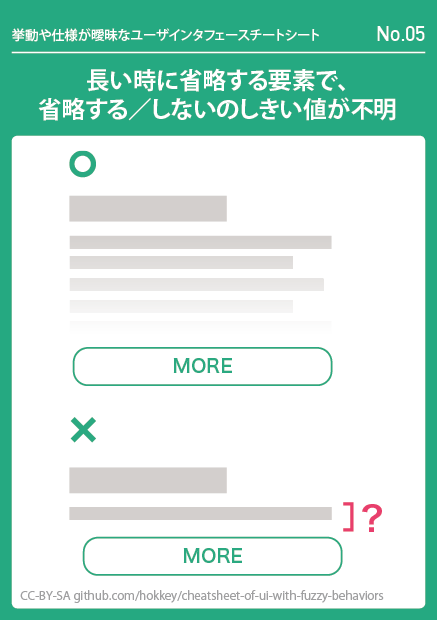 挙動や仕様が曖昧なユーザインタフェースチートシート No.05
長い時に省略する要素で、
省略する／しないのしきい値が不明
MORE
]?
MORE
CC-BY-SA github.com/hokkey/cheatsheet-of-ui-with-fuzzy-behaviors